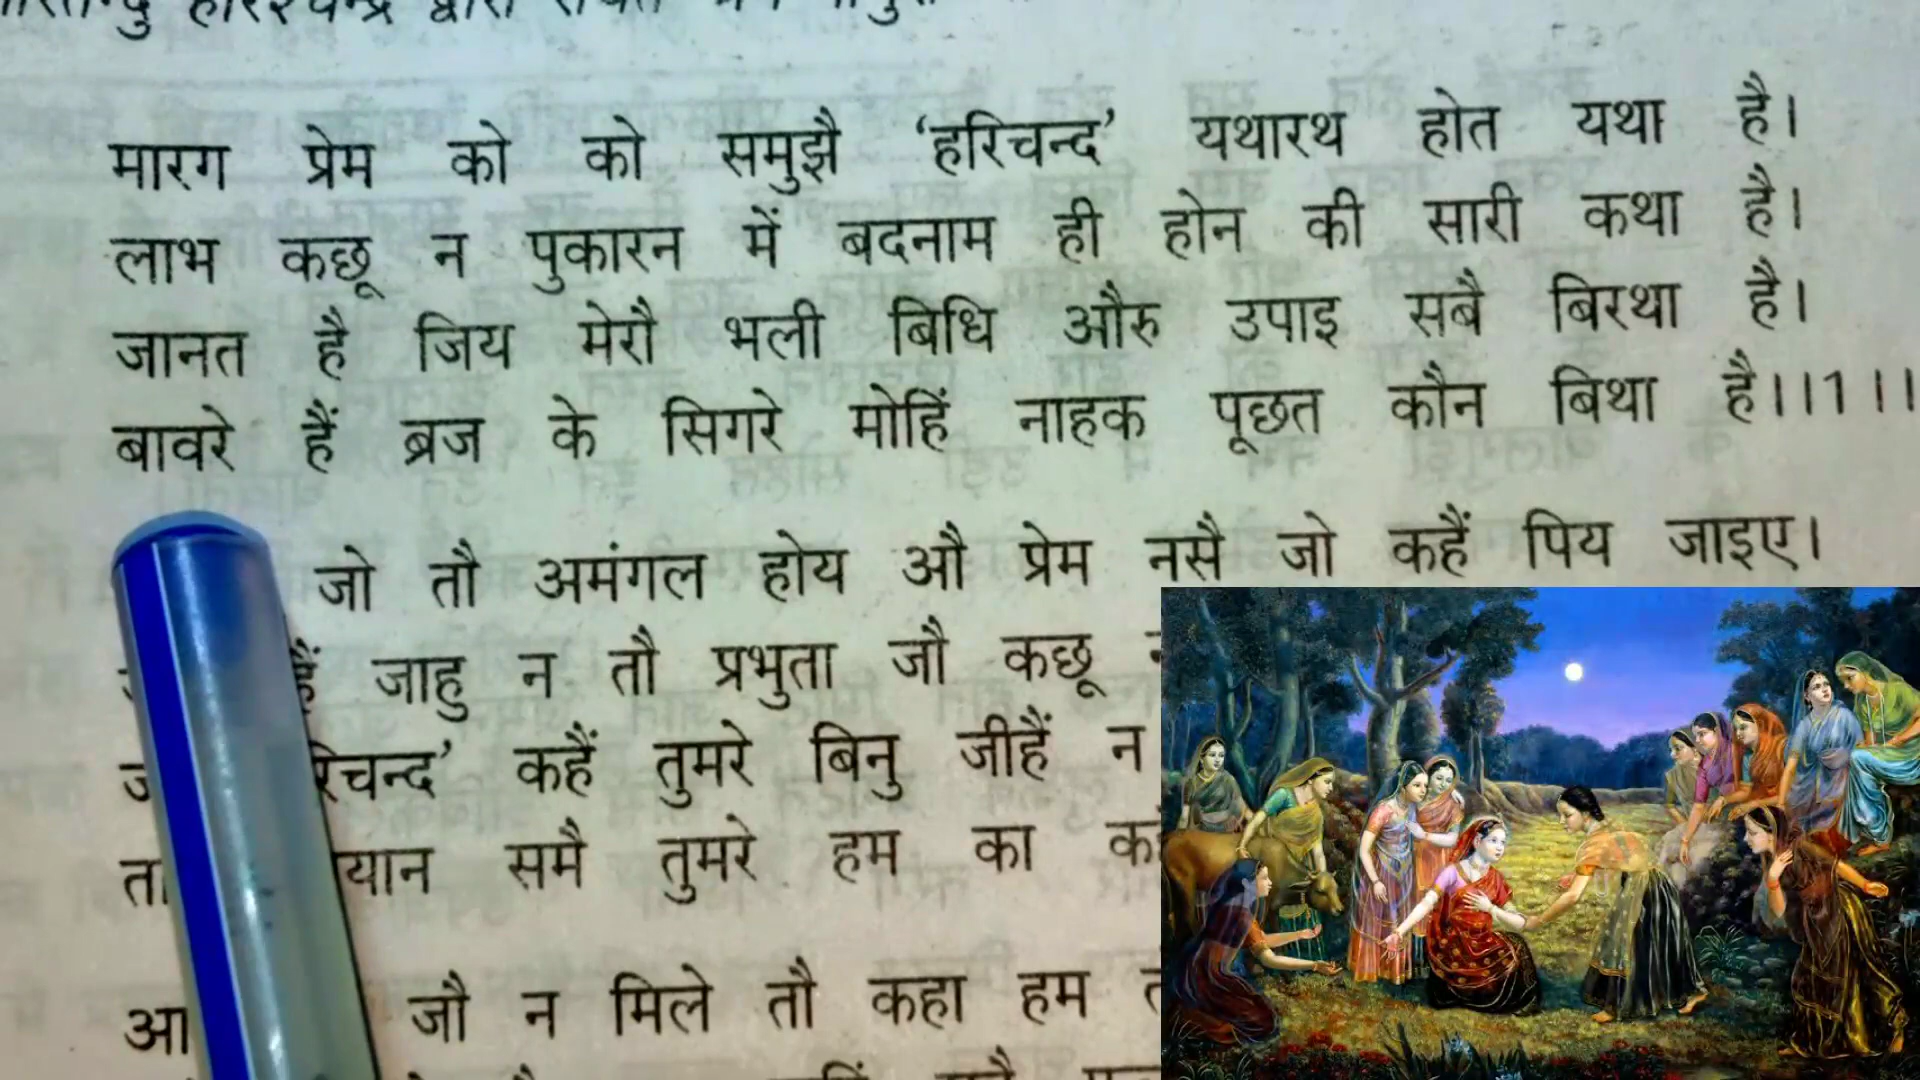 हरिश्चन्द्र द्वारा
मारग प्रेम को को समुझै ‘हरिचन्द’ यथारथ होत यथा है।
लाभ कछू न पुकारन में बदनाम ही होन की सारी कथा है।
जानत है जिय मेरौ भली बिधि औरु उपाइ सबै बिरथा है।
बावरे हैं ब्रज के सिगरे मोहिं नाहक पूछत कौन बिथा है।।1।।
जो तौ अमंगल होय औ प्रेम नसै जो कहैं पिय जाइए।
जाहु न तौ प्रभुता जौ कछू
कहैं तुमरे बिनु जीहैं न
समै तुमरे हम का
जौ न मिले तौ कहा हम